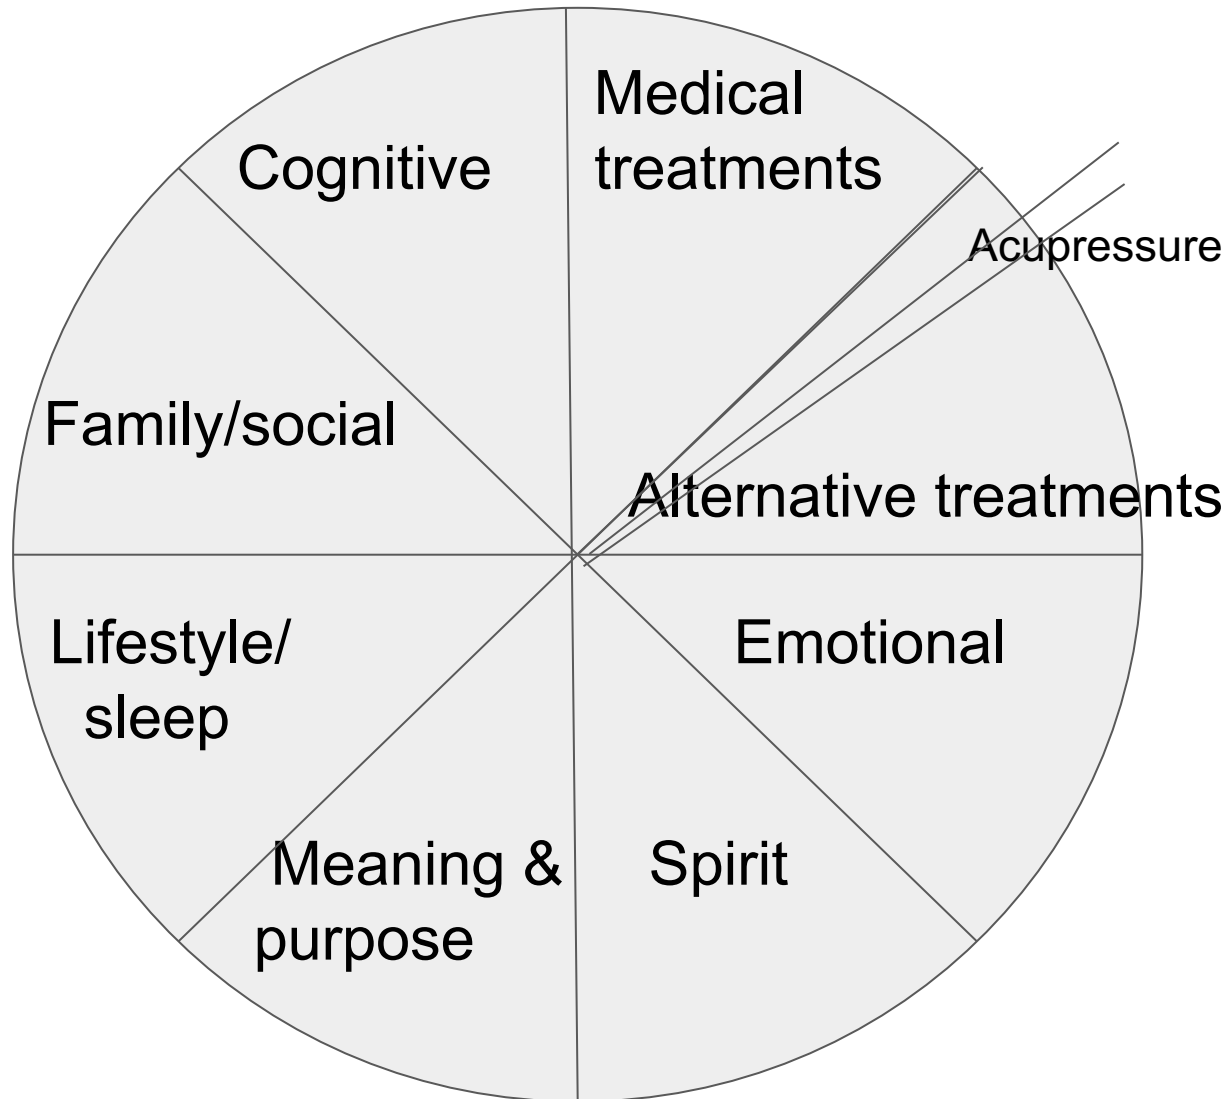 Medical
treatments
Cognitive
Acupressure
Family/social
Alternative treatments
Lifestyle/
sleep
Emotional
Meaning &
purpose
Spirit